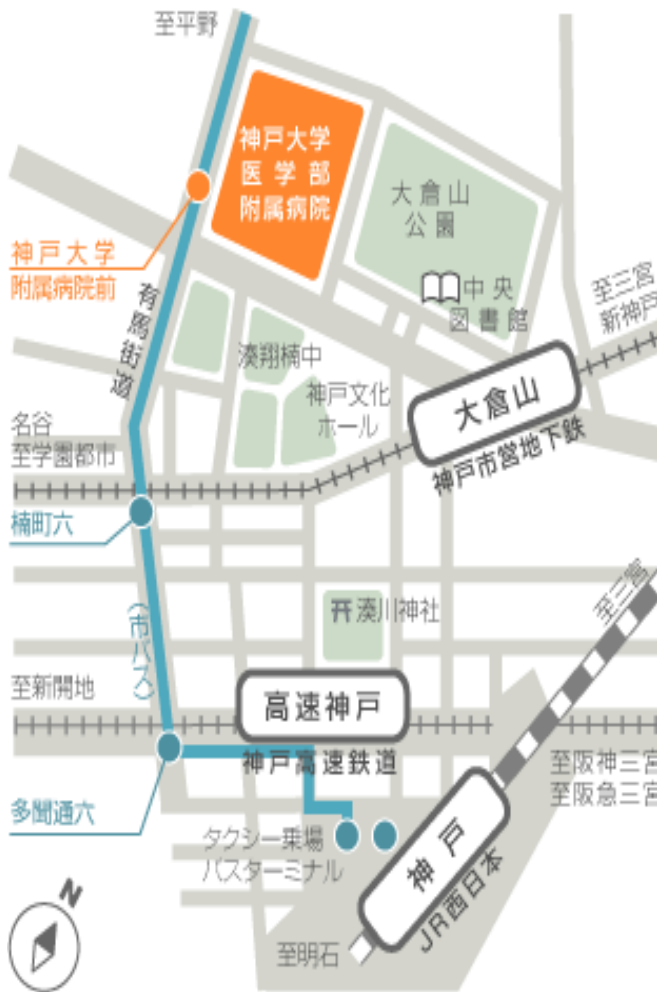 至平野
神戸大学
医学部
附属病院
大倉山
公園
神戸大学
附属病院前
中央
図書館
至三宮
新神戸
有馬街道
湊翔楠中
神戸文化
ホール
大倉山
神戸市営地下鉄
名谷
至学園都市
楠町六
湊川神社
至三宮
(市バス)
至新開地
高速神戸
神戸高速鉄道
至阪神三宮
至阪急三宮
多聞通六
タクシー乗場
バスターミナル
神戸
JR西日本
至明石
N